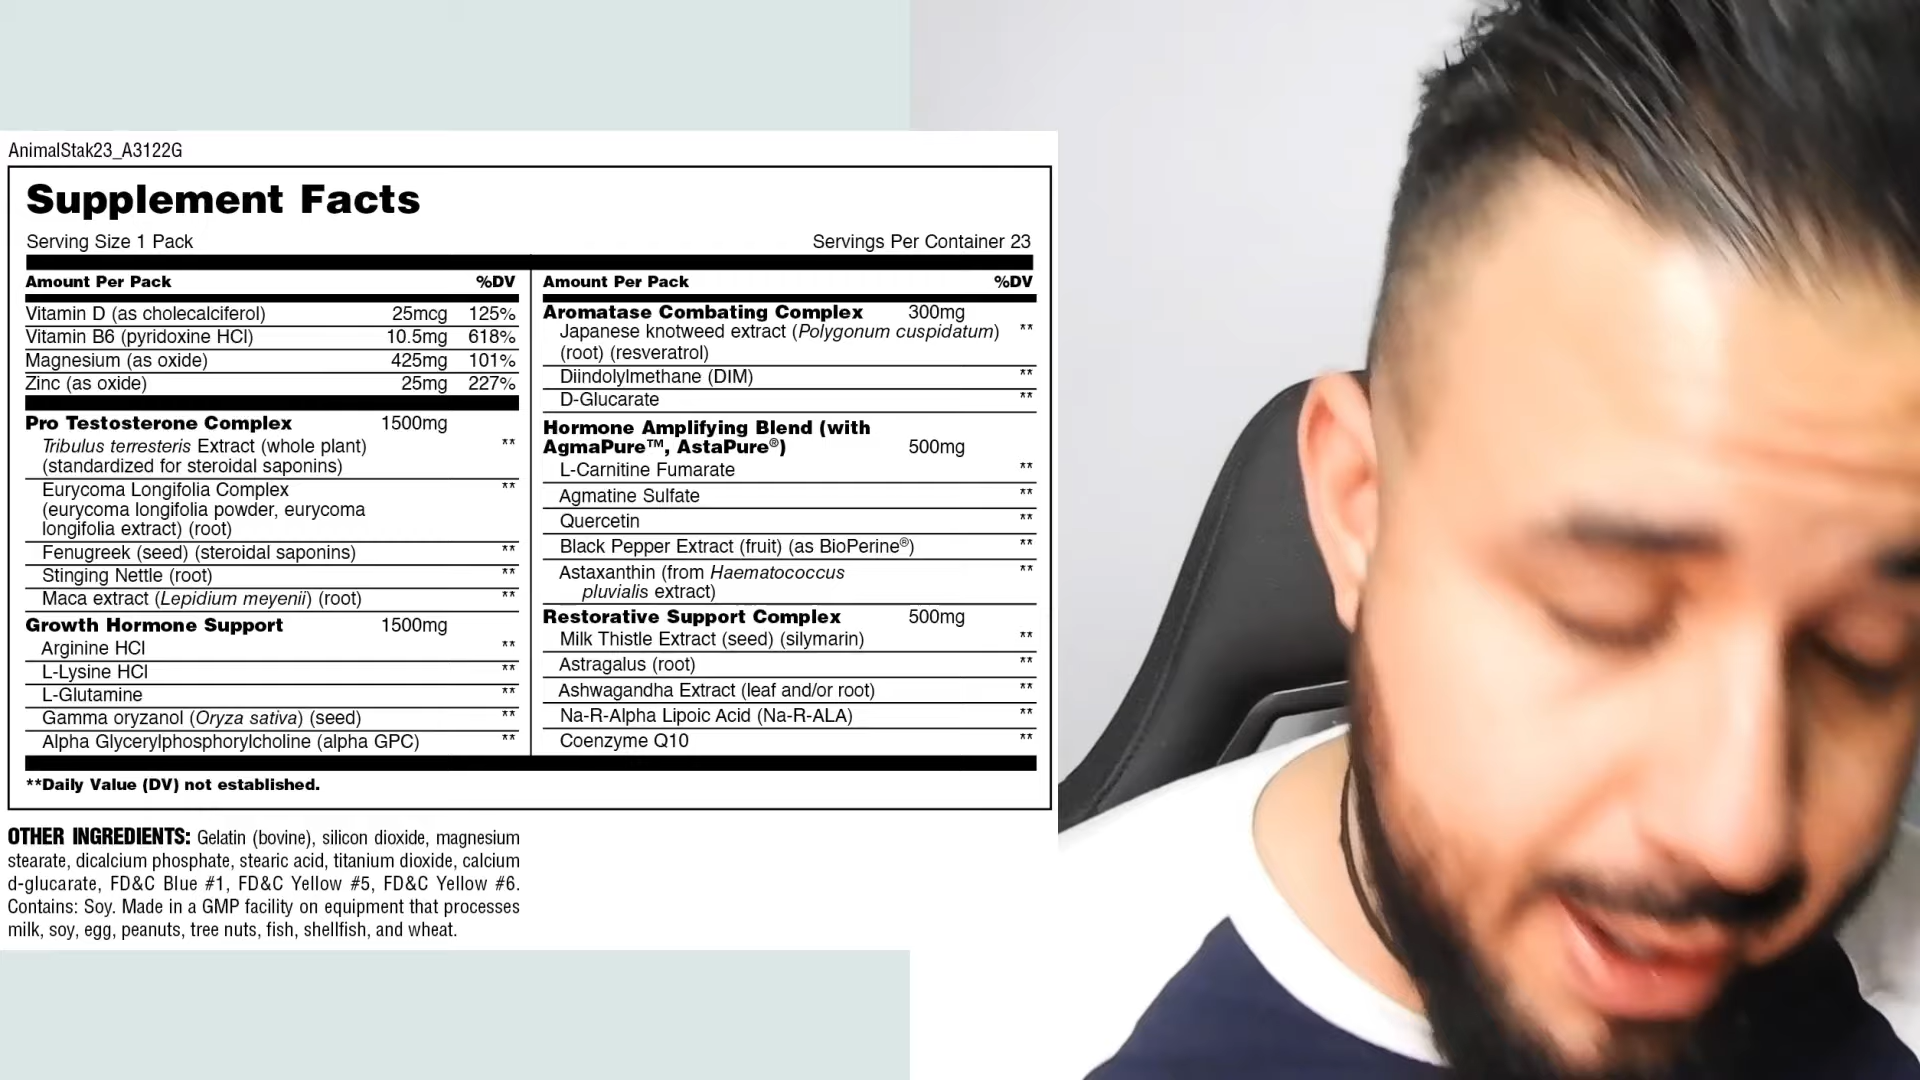 AnimalStak23_A3122G
Supplement Facts
Serving Size 1 Pack
Servings Per Container 23
Amount Per Pack %DV
Vitamin D (as cholecalciferol) 25mcg 125%
Vitamin B6 (pyridoxine HCl) 10.5mg 618%
Magnesium (as oxide) 425mg 101%
Zinc (as oxide) 25mg 227%
Pro Testosterone Complex 1500mg
Tribulus terresteris Extract (whole plant) **
(standardized for steroidal saponins)
Eurycoma Longifolia Complex **
(eurycoma longifolia powder, eurycoma
longifolia extract) (root)
Fenugreek (seed) (steroidal saponins) **
Stinging Nettle (root) **
Maca extract (Lepidium meyenii) (root) **
Growth Hormone Support 1500mg
Arginine HCl **
L-Lysine HCl **
L-Glutamine **
Gamma oryzanol (Oryza sativa) (seed) **
Alpha Glycerylphosphorylcholine (alpha GPC) **
Amount Per Pack %DV
Aromatase Combating Complex 300mg
Japanese knotweed extract (Polygonum cuspidatum) **
(root) (resveratrol)
Diindolylmethane (DIM) **
D-Glucarate **
Hormone Amplifying Blend (with
AgmaPure™, AstaPure®) 500mg
L-Carnitine Fumarate **
Agmatine Sulfate **
Quercetin **
Black Pepper Extract (fruit) (as BioPerine®) **
Astaxanthin (from Haematococcus **
pluvialis extract)
Restorative Support Complex 500mg
Milk Thistle Extract (seed) (silymarin) **
Astragalus (root) **
Ashwagandha Extract (leaf and/or root) **
Na-R-Alpha Lipoic Acid (Na-R-ALA) **
Coenzyme Q10 **
**Daily Value (DV) not established.
OTHER INGREDIENTS: Gelatin (bovine), silicon dioxide, magnesium
stearate, dicalcium phosphate, stearic acid, titanium dioxide, calcium
d-glucarate, FD&C Blue #1, FD&C Yellow #5, FD&C Yellow #6.
Contains: Soy. Made in a GMP facility on equipment that processes
milk, soy, egg, peanuts, tree nuts, fish, shellfish, and wheat.